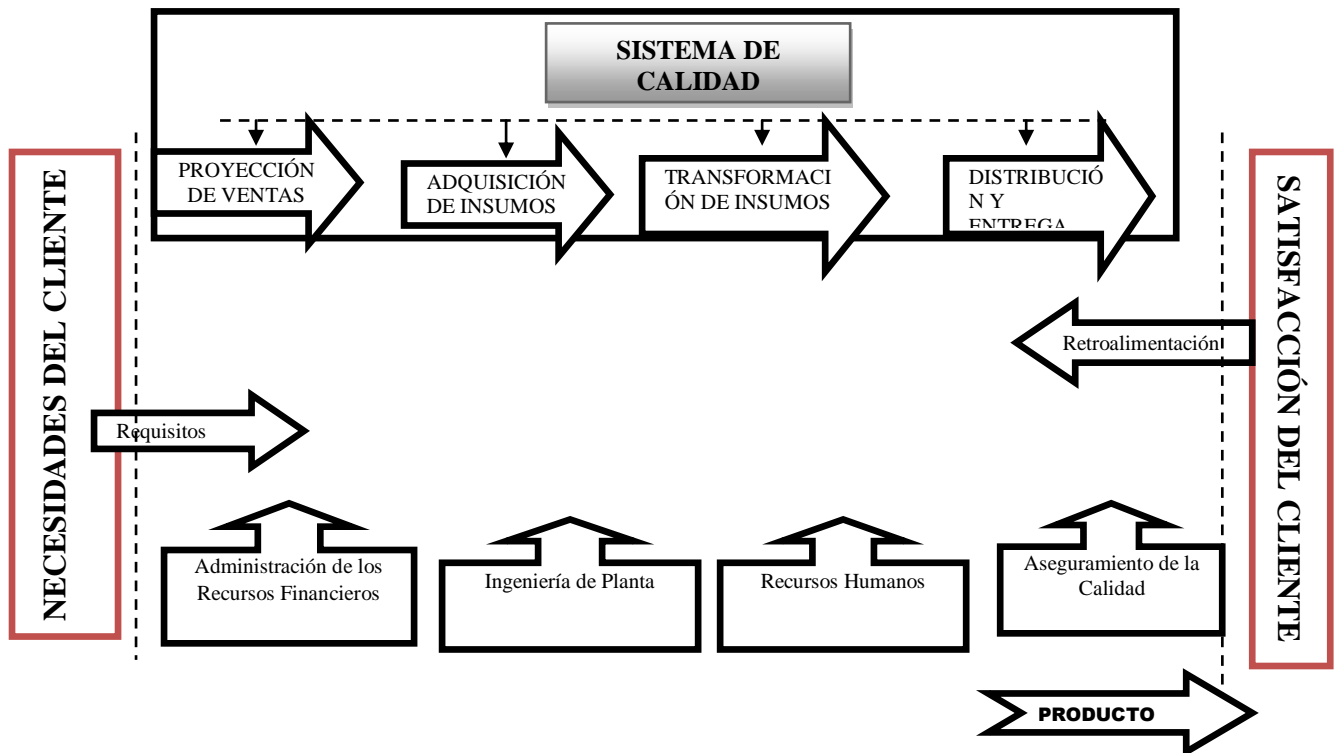 SISTEMA DE
CALIDAD
PROYECCIÓN
DE VENTAS
ADQUISICIÓN
DE INSUMOS
TRANSFORMACI
ÓN DE INSUMOS
DISTRIBUCIÓ
N Y
ENTREGA
NECESIDADES DEL CLIENTE
SATISFACCIÓN DEL CLIENTE
Retroalimentación
Requisitos
Administración de los
Recursos Financieros
Ingeniería de Planta
Recursos Humanos
Aseguramiento de la
Calidad
PRODUCTO